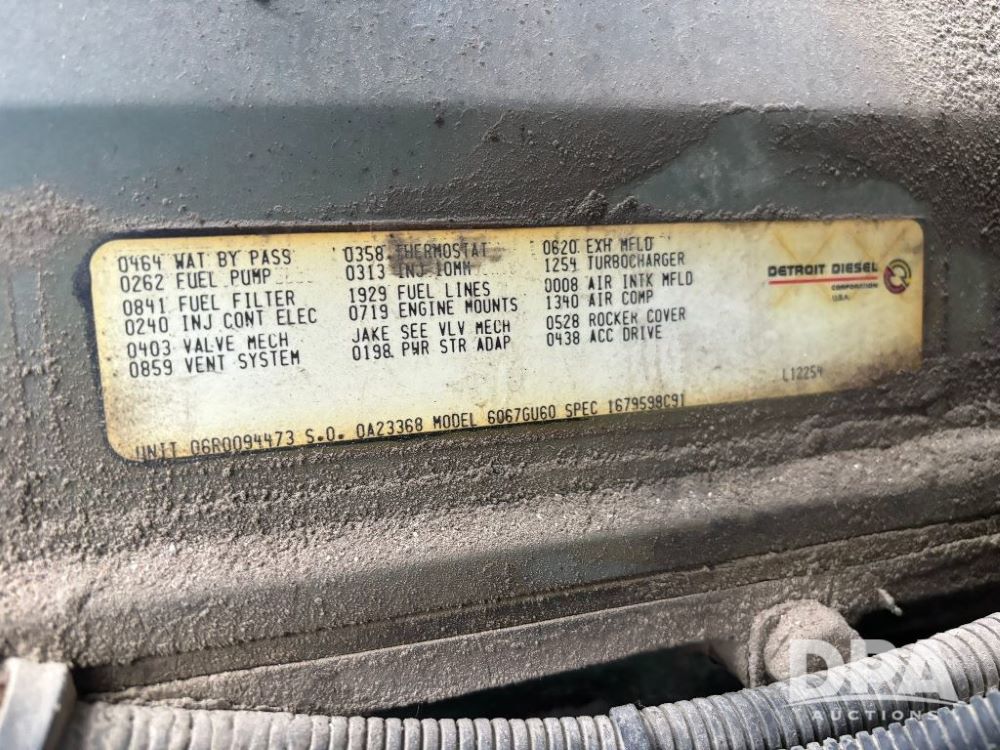 0464 WAT BY PASS
0262 FUEL PUMP
0841 FUEL FILTER
0240 INJ CONT ELEC
0403 VALVE MECH
0859 VENT SYSTEM
0358 THERMOSTAT
0313 INJ 10MM
1929 FUEL LINES
0719 ENGINE MOUNTS
JAKE SEE VLV MECH
0198 PWR STR ADAP
0620 EXH MFLD
1254 TURBOCHARGER
0008 AIR INTK MFLD
1340 AIR COMP
0528 ROCKER COVER
0438 ACC DRIVE
DETROIT DIESEL
CORPORATION
U.S.A.
L12254
UNIT 06R0094473 S.O. 0A23368 MODEL 6067GU60 SPEC 1679598C91
DPA
AUCTIONS